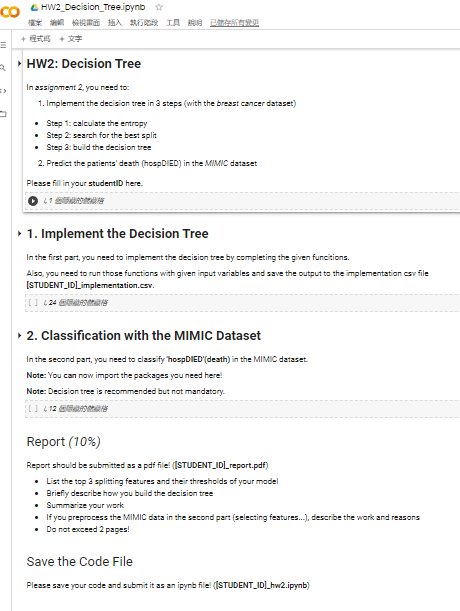 HW2_Decision_Tree.ipynb
檔案 編輯 檢視畫面 插入 執行階段 工具 說明 已儲存所有變更
+ 程式碼 + 文字
HW2: Decision Tree
In assignment 2, you need to:
1. Implement the decision tree in 3 steps (with the breast cancer dataset)
• Step 1: calculate the entropy
• Step 2: search for the best split
• Step 3: build the decision tree
2. Predict the patients' death (hospDIED) in the MIMIC dataset
Please fill in your studentID here.
↳ 1 個隱藏的儲存格
1. Implement the Decision Tree
In the first part, you need to implement the decision tree by completing the given funcitions.
Also, you need to run those functions with given input variables and save the output to the implementation csv file
[STUDENT_ID]_implementation.csv.
[ ] ↳ 24 個隱藏的儲存格
2. Classification with the MIMIC Dataset
In the second part, you need to classify 'hospDIED'(death) in the MIMIC dataset.
Note: You can now import the packages you need here!
Note: Decision tree is recommended but not mandatory.
[ ] ↳ 12 個隱藏的儲存格
Report (10%)
Report should be submitted as a pdf file! ([STUDENT_ID]_report.pdf)
• List the top 3 splitting features and their thresholds of your model
• Briefly describe how you build the decision tree
• Summarize your work
• If you preprocess the MIMIC data in the second part (selecting features...), describe the work and reasons
• Do not exceed 2 pages!
Save the Code File
Please save your code and submit it as an ipynb file! ([STUDENT_ID]_hw2.ipynb)